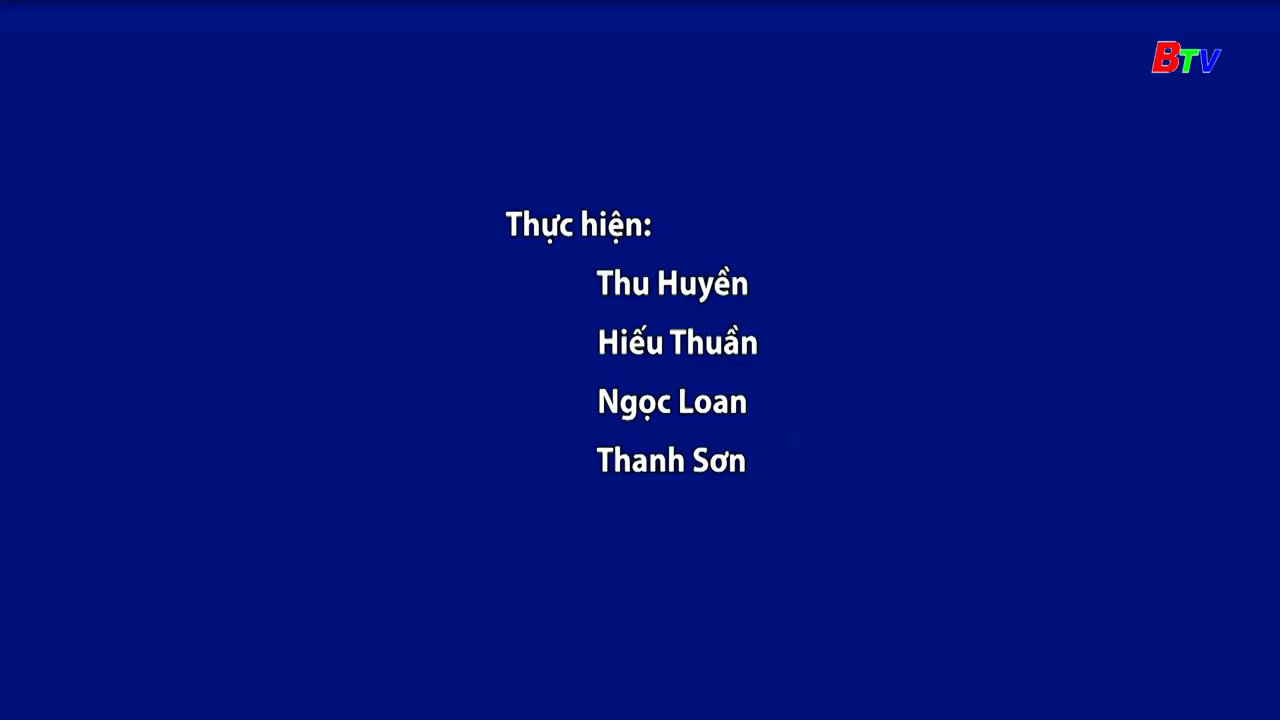 BTV
Thực hiện:
Thu Huyền
Hiếu Thuần
Ngọc Loan
Thanh Sơn